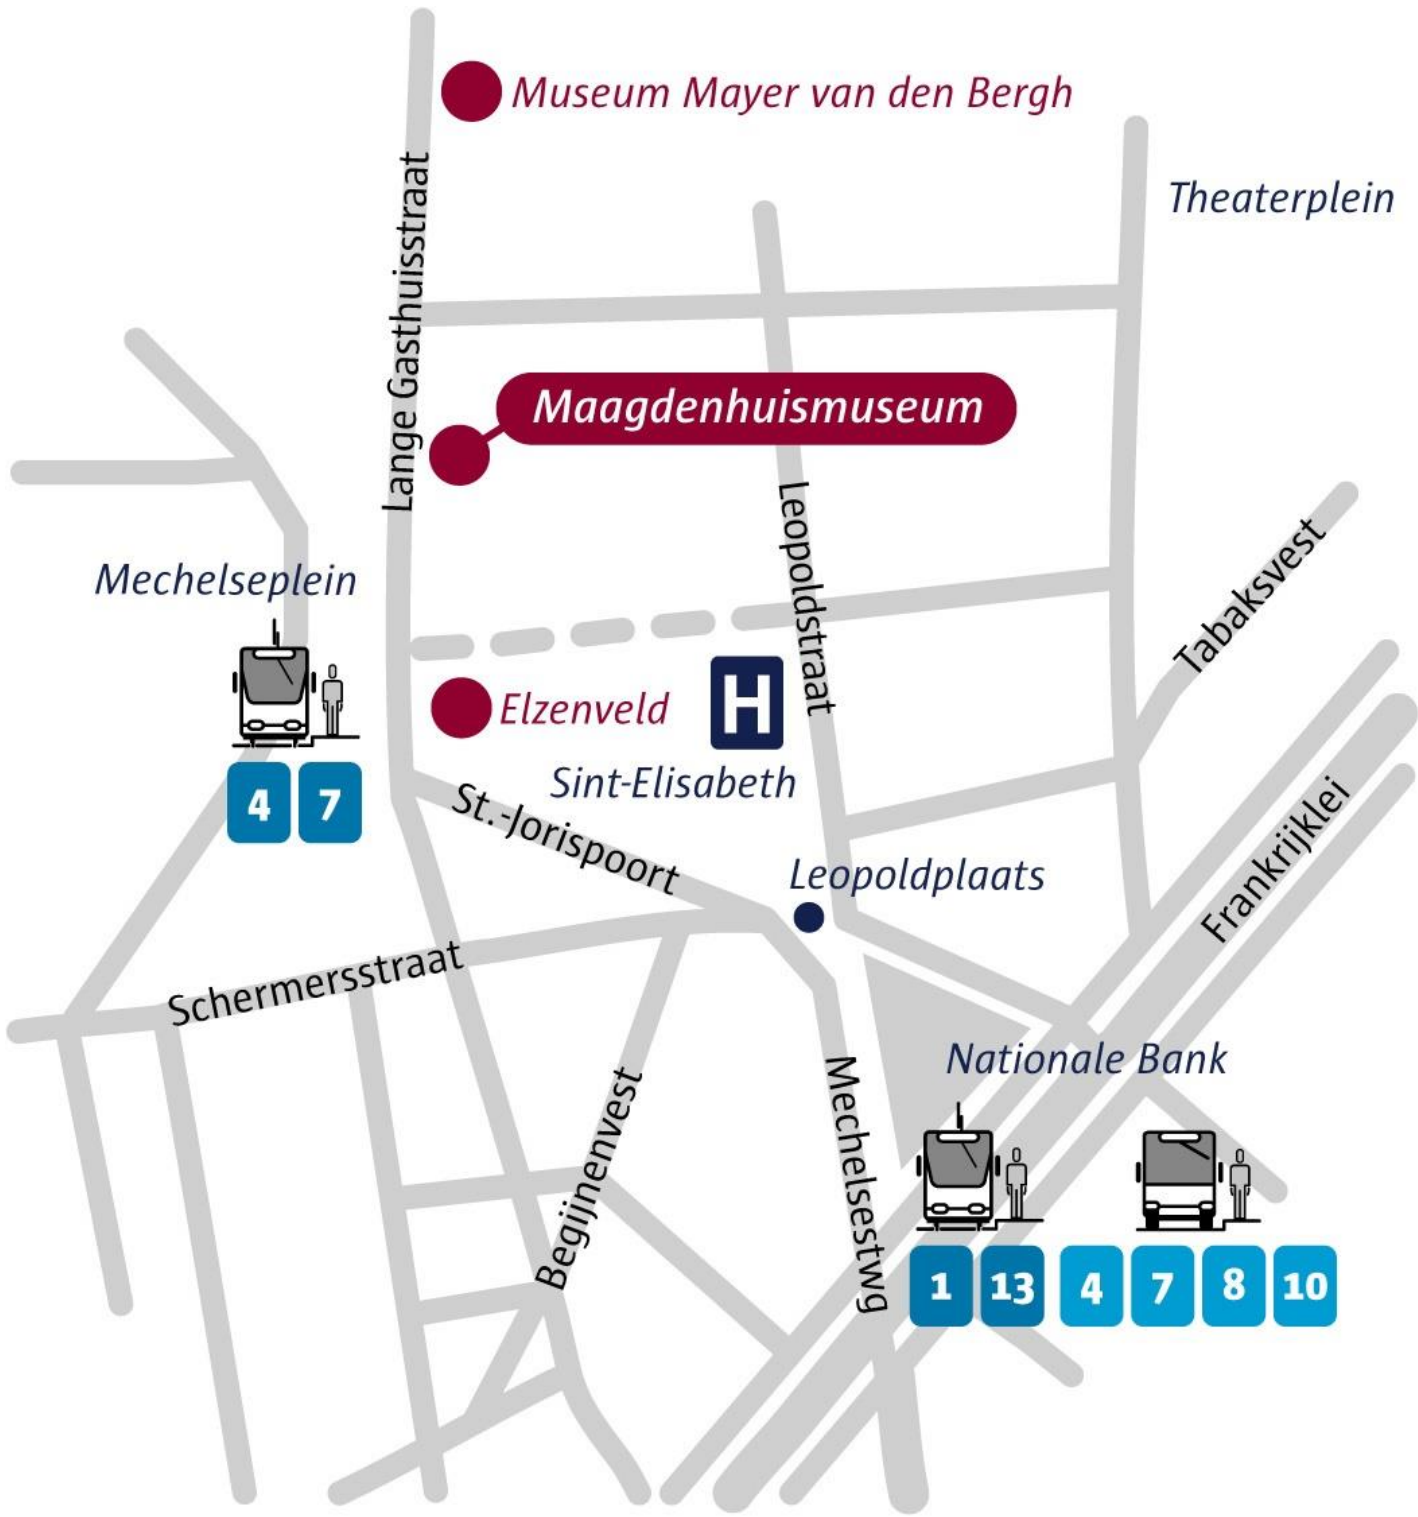 Museum Mayer van den Bergh
Theaterplein
Lange Gasthuisstraat
Maagdenhuismuseum
Leopoldstraat
Tabaksvest
Mechelseplein
Elzenveld
H
Sint-Elisabeth
4 7
St.-Jorispoort
Leopoldplaats
Frankrijklei
Schermersstraat
Nationale Bank
Begijnenvest
Mechelsestwg
1 13 4 7 8 10